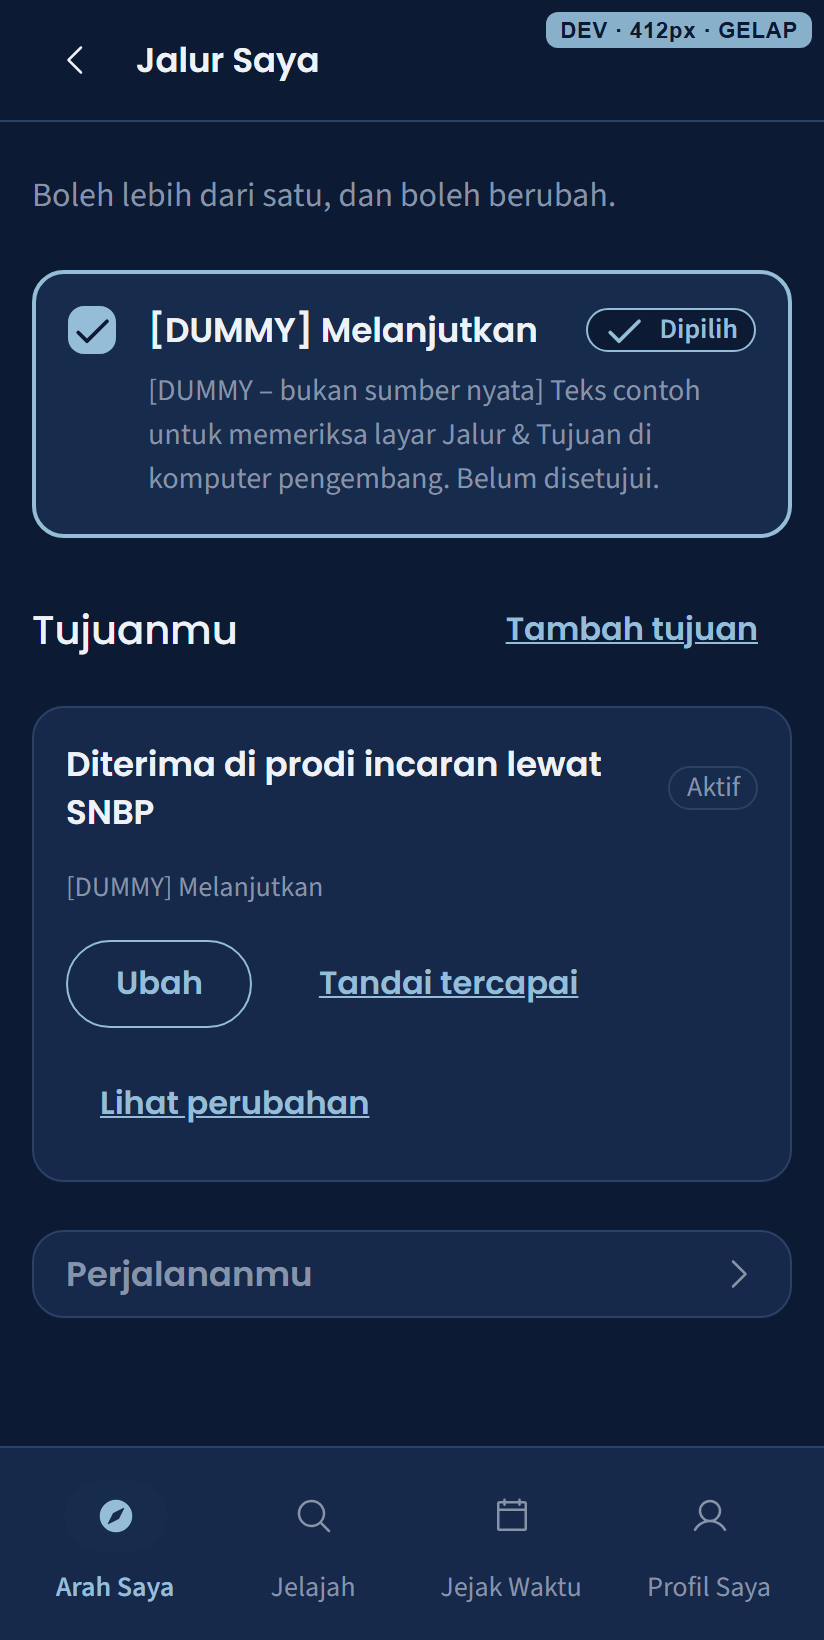 DEV · 412px · GELAP
Jalur Saya
Boleh lebih dari satu, dan boleh berubah.
[DUMMY] Melanjutkan
Dipilih
[DUMMY – bukan sumber nyata] Teks contoh
untuk memeriksa layar Jalur & Tujuan di
komputer pengembang. Belum disetujui.
Tujuanmu
Tambah tujuan
Diterima di prodi incaran lewat
SNBP
Aktif
[DUMMY] Melanjutkan
Ubah
Tandai tercapai
Lihat perubahan
Perjalananmu
Arah Saya
Jelajah
Jejak Waktu
Profil Saya